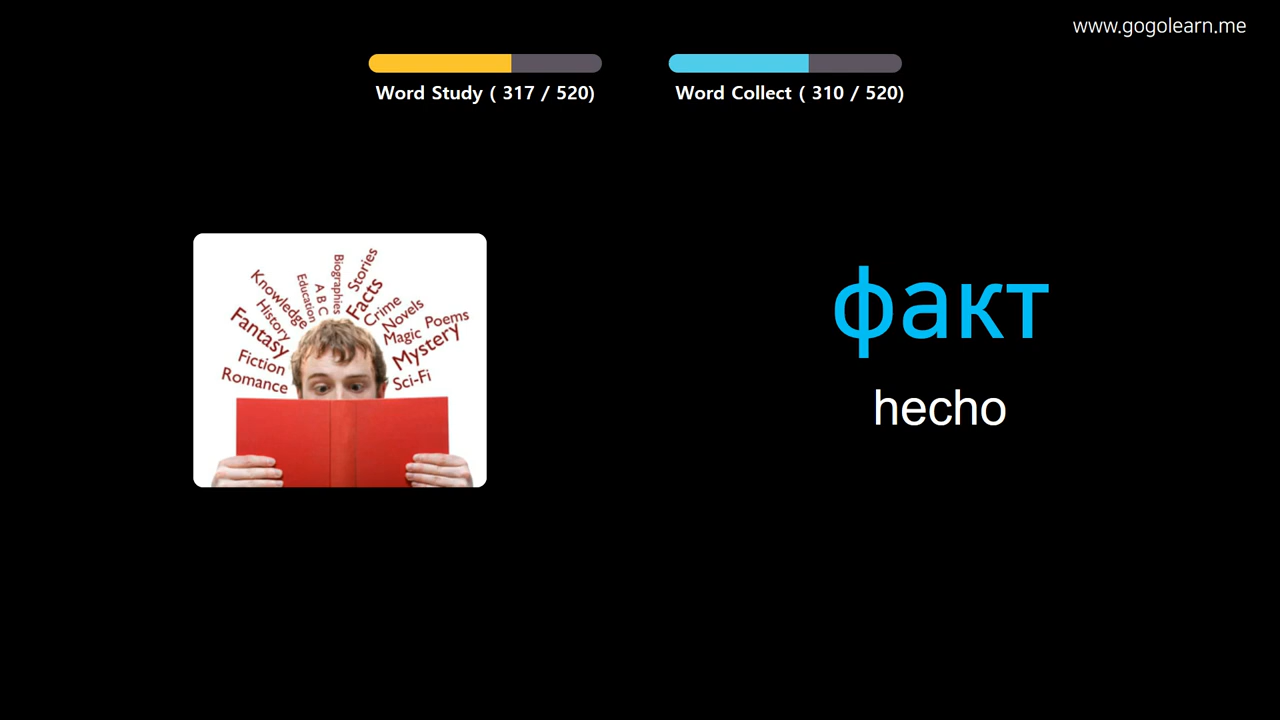 www.gogolearn.me
Word Study ( 317 / 520)
Word Collect ( 310 / 520)
Stories
Biographies
Facts
A B C
Education
Knowledge
Crime
History
Novels
Fantasy
Poems
Magic
Mystery
Fiction
Romance
Sci-Fi
факт
hecho